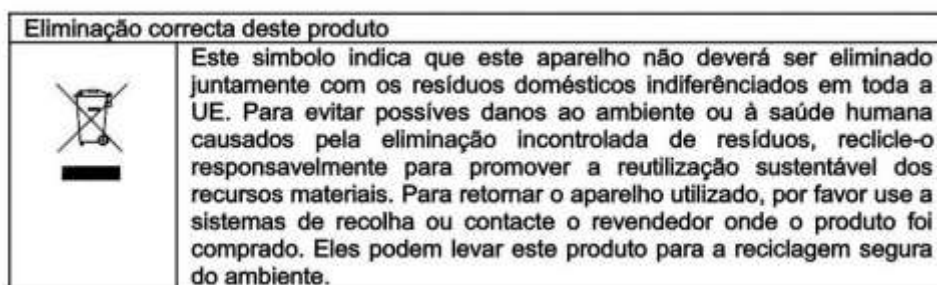 Eliminação correcta deste produto
Este simbolo indica que este aparelho não deverá ser eliminado
juntamente com os resíduos domésticos indiferênciados em toda a
UE. Para evitar possíves danos ao ambiente ou à saúde humana
causados pela eliminação incontrolada de resíduos, reclicle-o
responsavelmente para promover a reutilização sustentável dos
recursos materiais. Para retornar o aparelho utilizado, por favor use a
sistemas de recolha ou contacte o revendedor onde o produto foi
comprado. Eles podem levar este produto para a reciclagem segura
do ambiente.